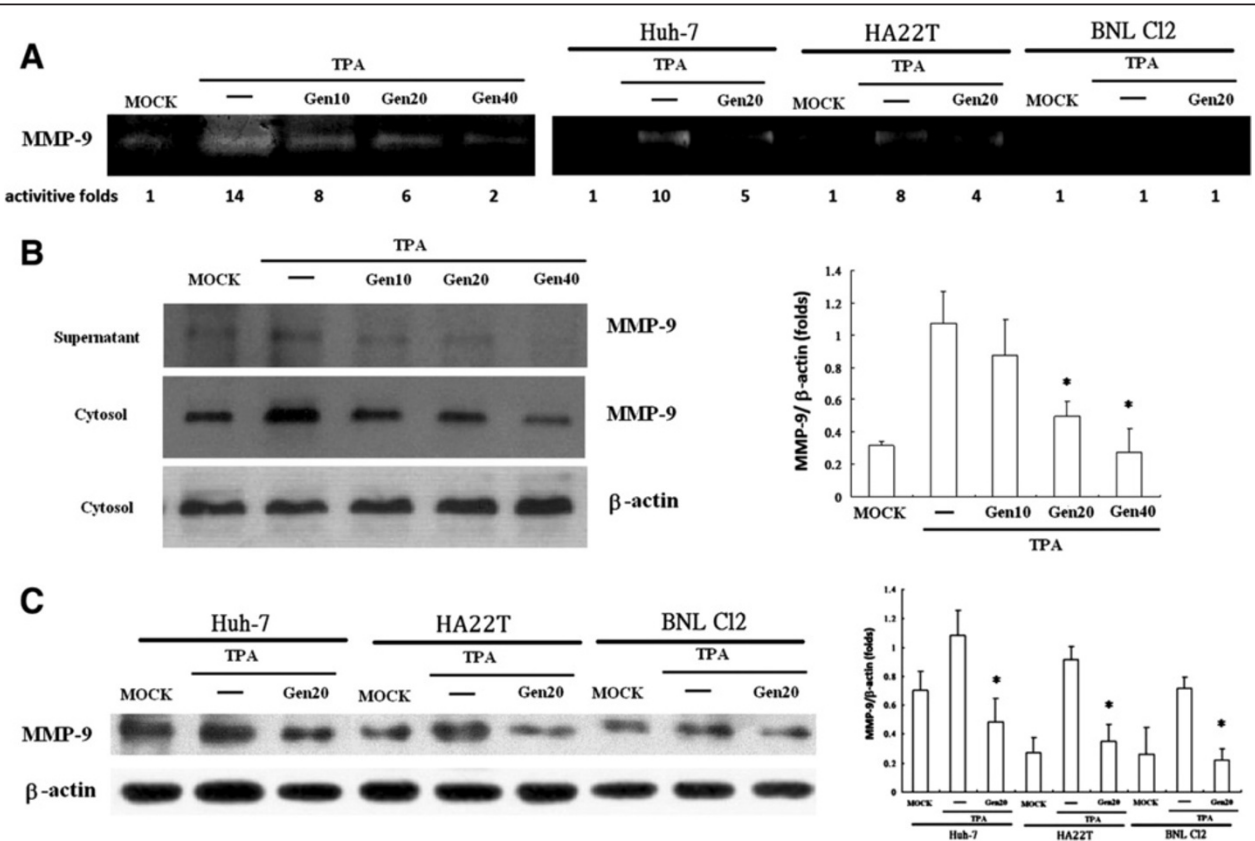 A
TPA
MOCK — Gen10 Gen20 Gen40
MMP-9
activitive folds 1 14 8 6 2
Huh-7 HA22T BNL Cl2
TPA TPA TPA
— Gen20 MOCK — Gen20 MOCK — Gen20
1 10 5 1 8 4 1 1 1
B
TPA
MOCK — Gen10 Gen20 Gen40
Supernatant MMP-9
Cytosol MMP-9
Cytosol β-actin
MMP-9/ β-actin (folds)
1.4
1.2
1
0.8
0.6
0.4
0.2
0
* *
MOCK — Gen10 Gen20 Gen40
TPA
C
Huh-7 HA22T BNL Cl2
TPA TPA TPA
MOCK — Gen20 MOCK — Gen20 MOCK — Gen20
MMP-9
β-actin
MMP-9/β-actin (folds)
1.4
1.2
1
0.8
0.6
0.4
0.2
0
* * *
MOCK — Gen20 MOCK — Gen20 MOCK — Gen20
TPA TPA TPA
Huh-7 HA22T BNL Cl2